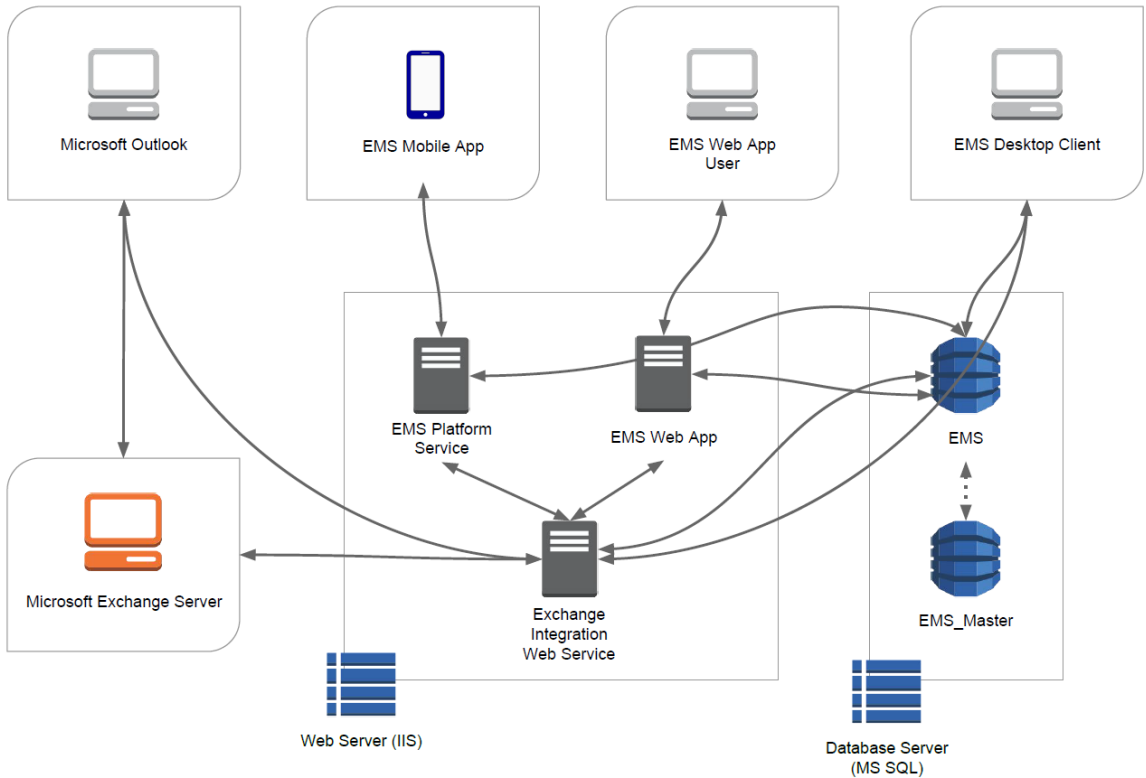 Microsoft Outlook
EMS Mobile App
EMS Web App
User
EMS Desktop Client
EMS Platform
Service
EMS Web App
EMS
Microsoft Exchange Server
Exchange
Integration
Web Service
EMS_Master
Web Server (IIS)
Database Server
(MS SQL)